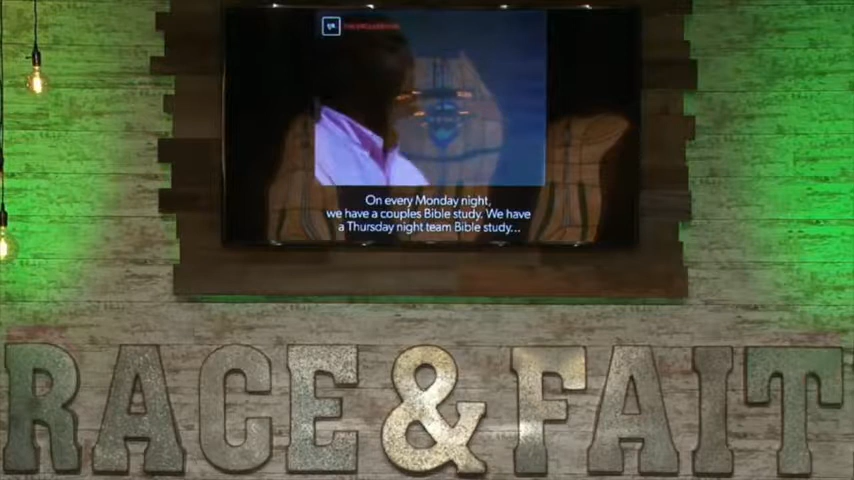 On every Monday night,
we have a couples Bible study. We have
a Thursday night team Bible study...
RACE & FAIT